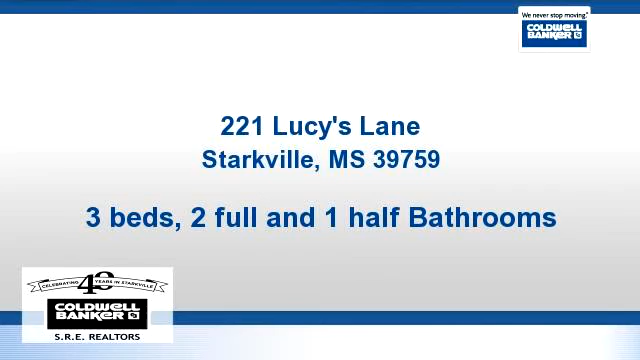 We never stop moving.®
COLDWELL
BANKER
221 Lucy's Lane
Starkville, MS 39759
3 beds, 2 full and 1 half Bathrooms
CELEBRATING 40 YEARS IN STARKVILLE
COLDWELL
BANKER
S.R.E. REALTORS